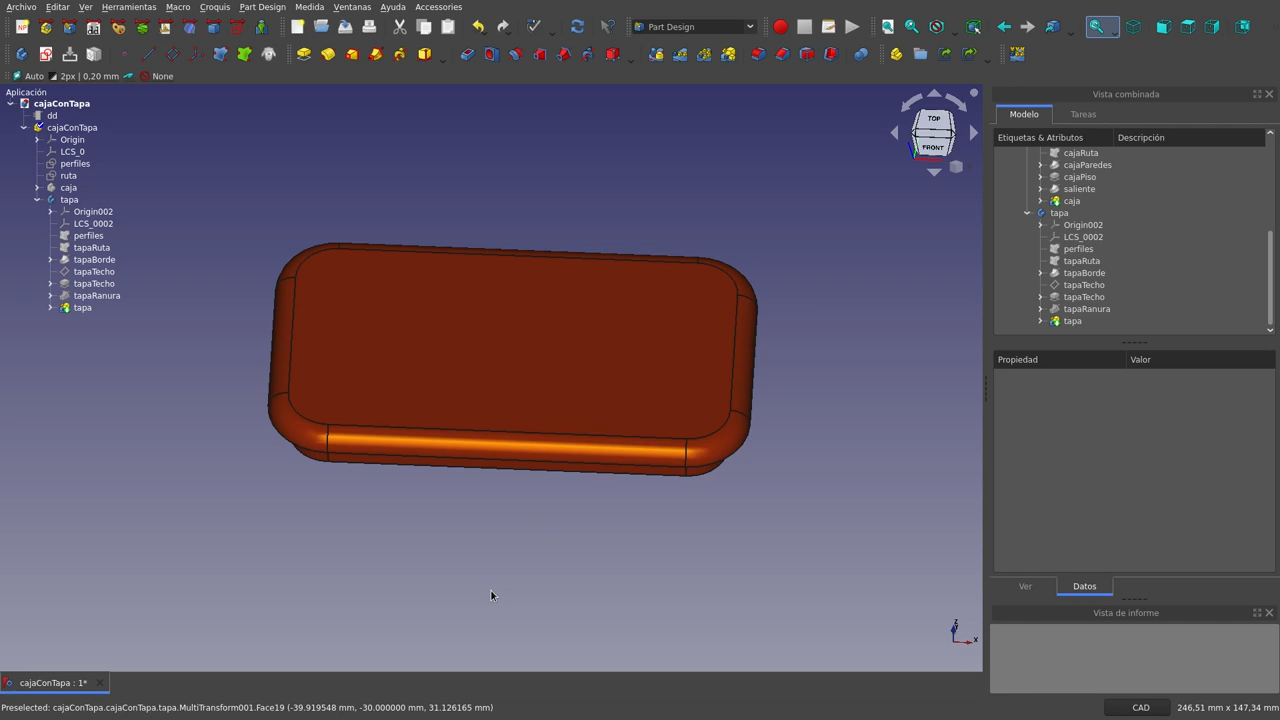 Archivo Editar Ver Herramientas Macro Croquis Part Design Medida Ventanas Ayuda Accessories
Part Design
Auto 2px | 0,20 mm None
Aplicación
cajaConTapa
dd
cajaConTapa
Origin
LCS_0
perfiles
ruta
caja
tapa
Origin002
LCS_0002
perfiles
tapaRuta
tapaBorde
tapaTecho
tapaTecho
tapaRanura
tapa
TOP
FRONT
Z
X
Vista combinada
Modelo Tareas
Etiquetas & Atributos Descripción
cajaRuta
cajaParedes
cajaPiso
saliente
caja
tapa
Origin002
LCS_0002
perfiles
tapaRuta
tapaBorde
tapaTecho
tapaTecho
tapaRanura
tapa
Propiedad Valor
Ver Datos
Vista de informe
cajaConTapa : 1*
Preselected: cajaConTapa.cajaConTapa.tapa.MultiTransform001.Face19 (-39.919548 mm, -30.000000 mm, 31.126165 mm)
CAD 246,51 mm x 147,34 mm